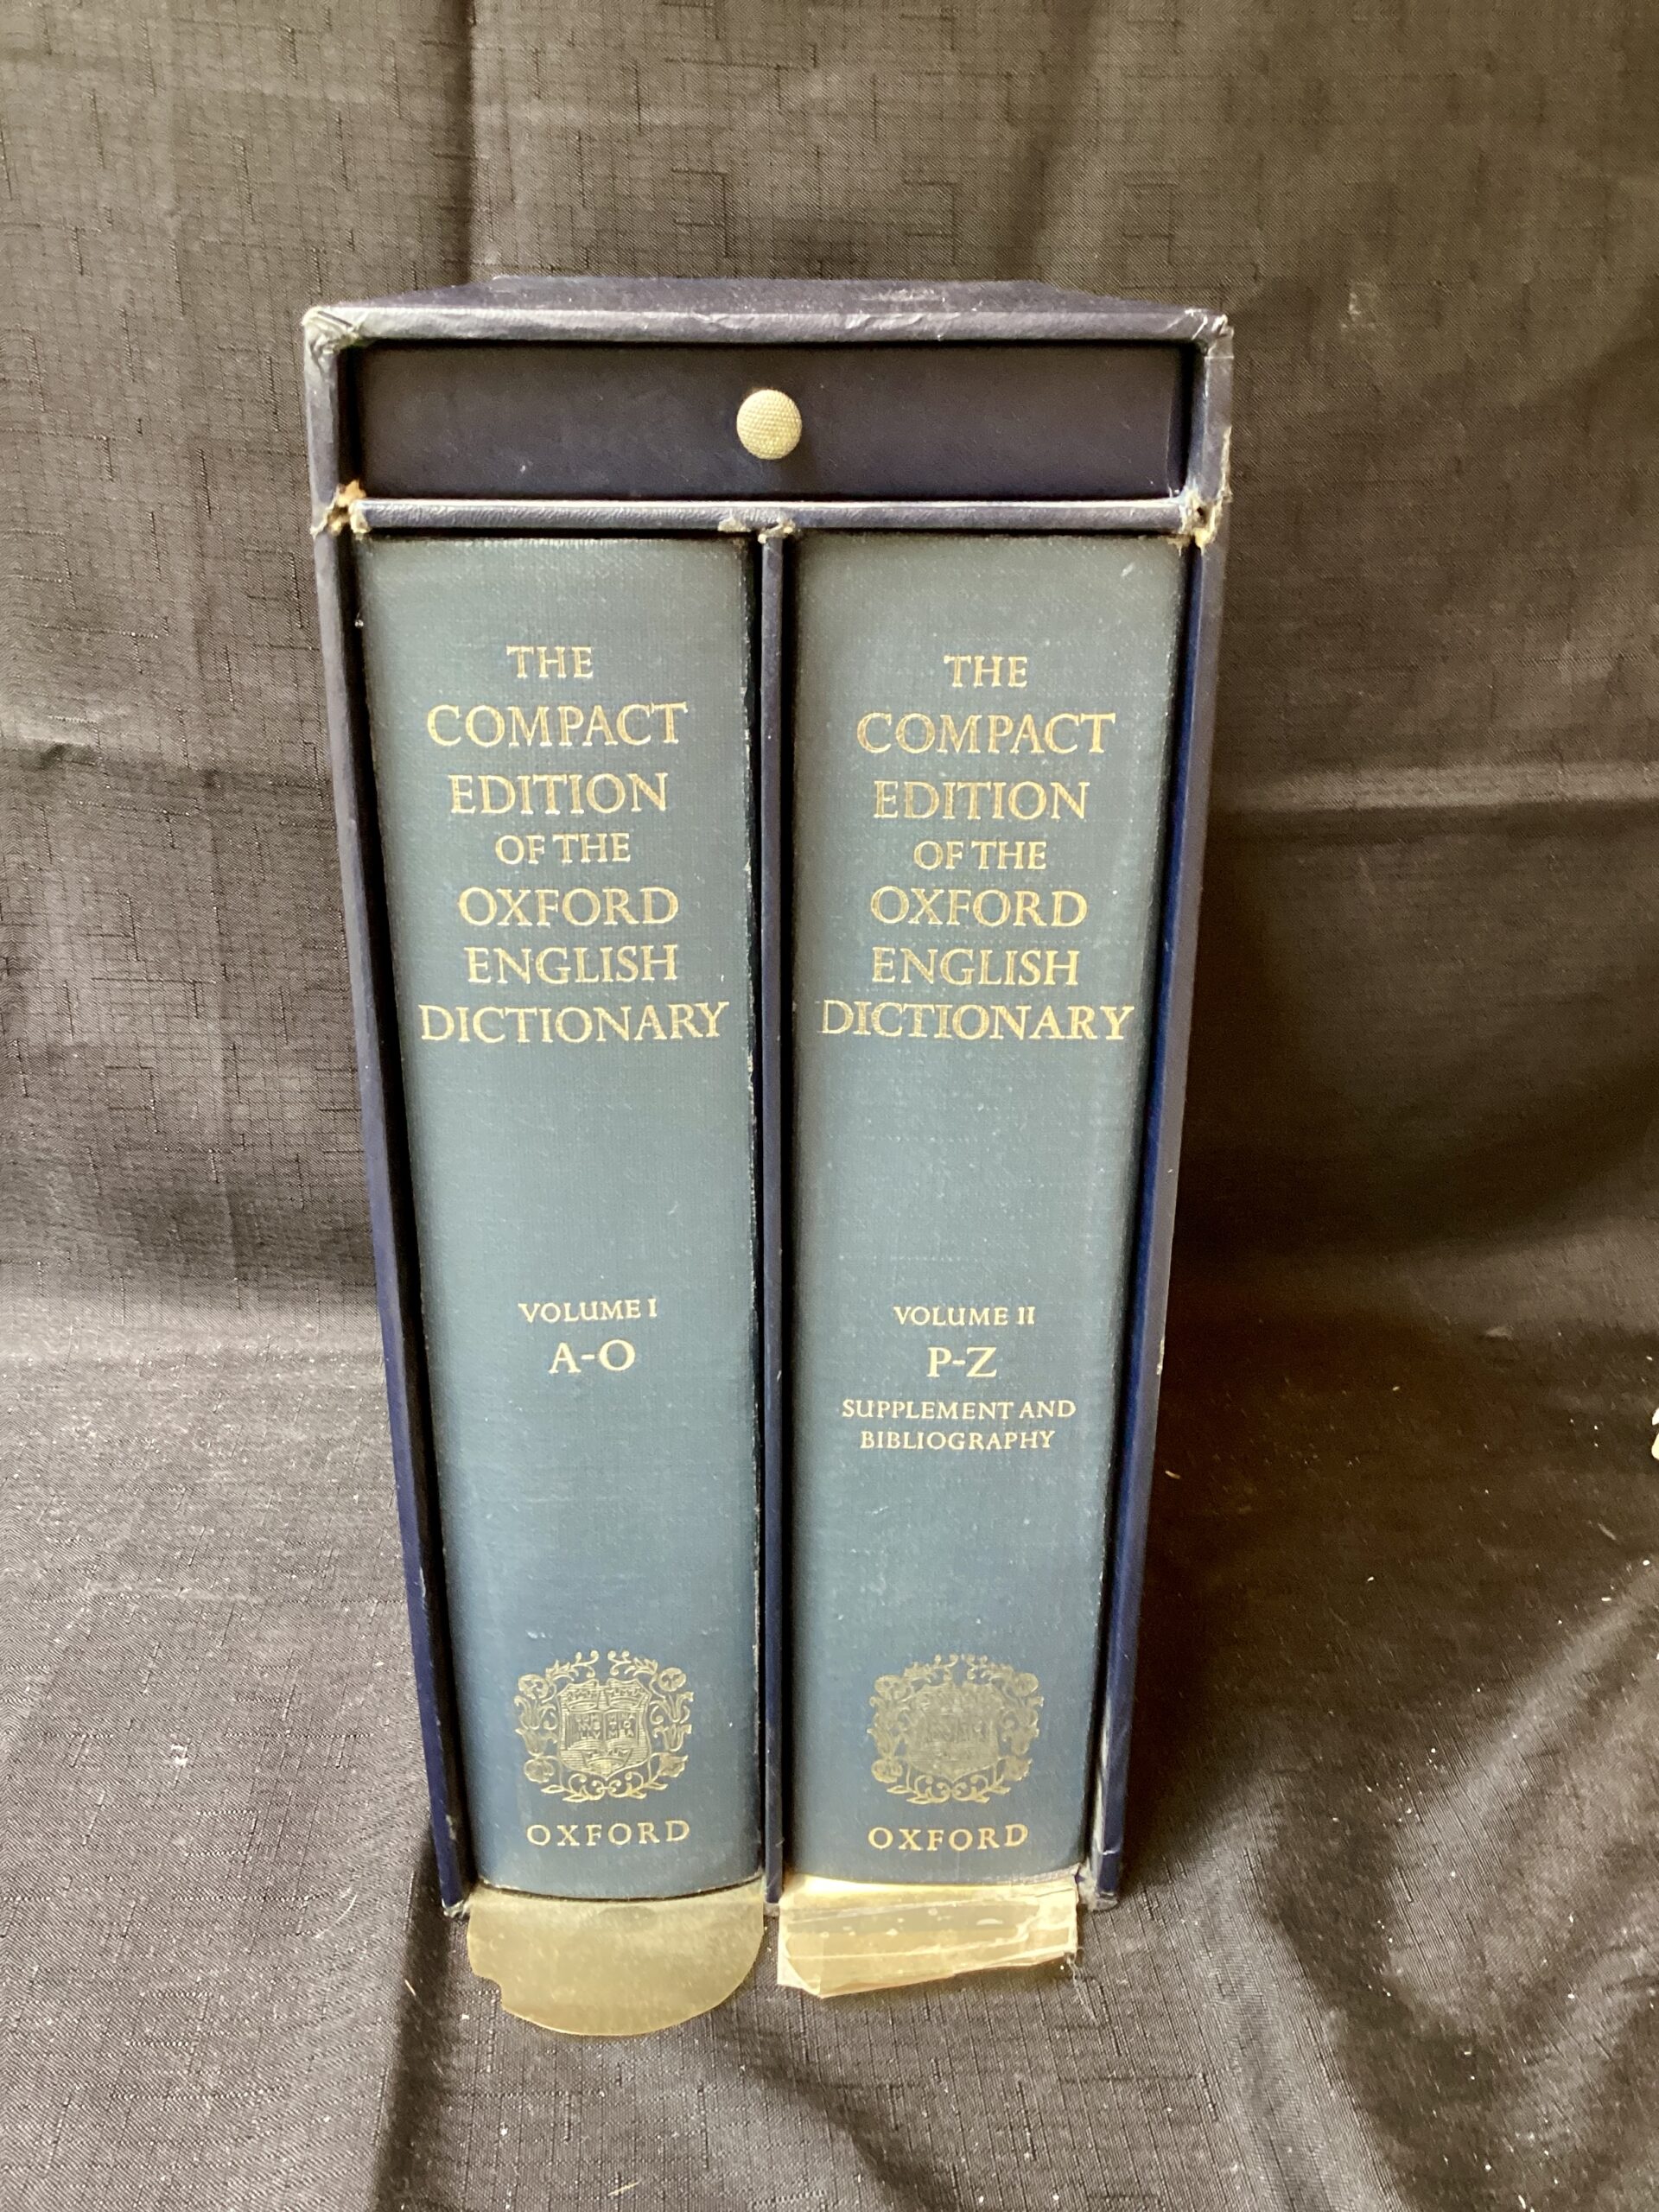 THE
COMPACT
EDITION
OF THE
OXFORD
ENGLISH
DICTIONARY
VOLUME I
A-O
OXFORD
THE
COMPACT
EDITION
OF THE
OXFORD
ENGLISH
DICTIONARY
VOLUME II
P-Z
SUPPLEMENT AND
BIBLIOGRAPHY
OXFORD